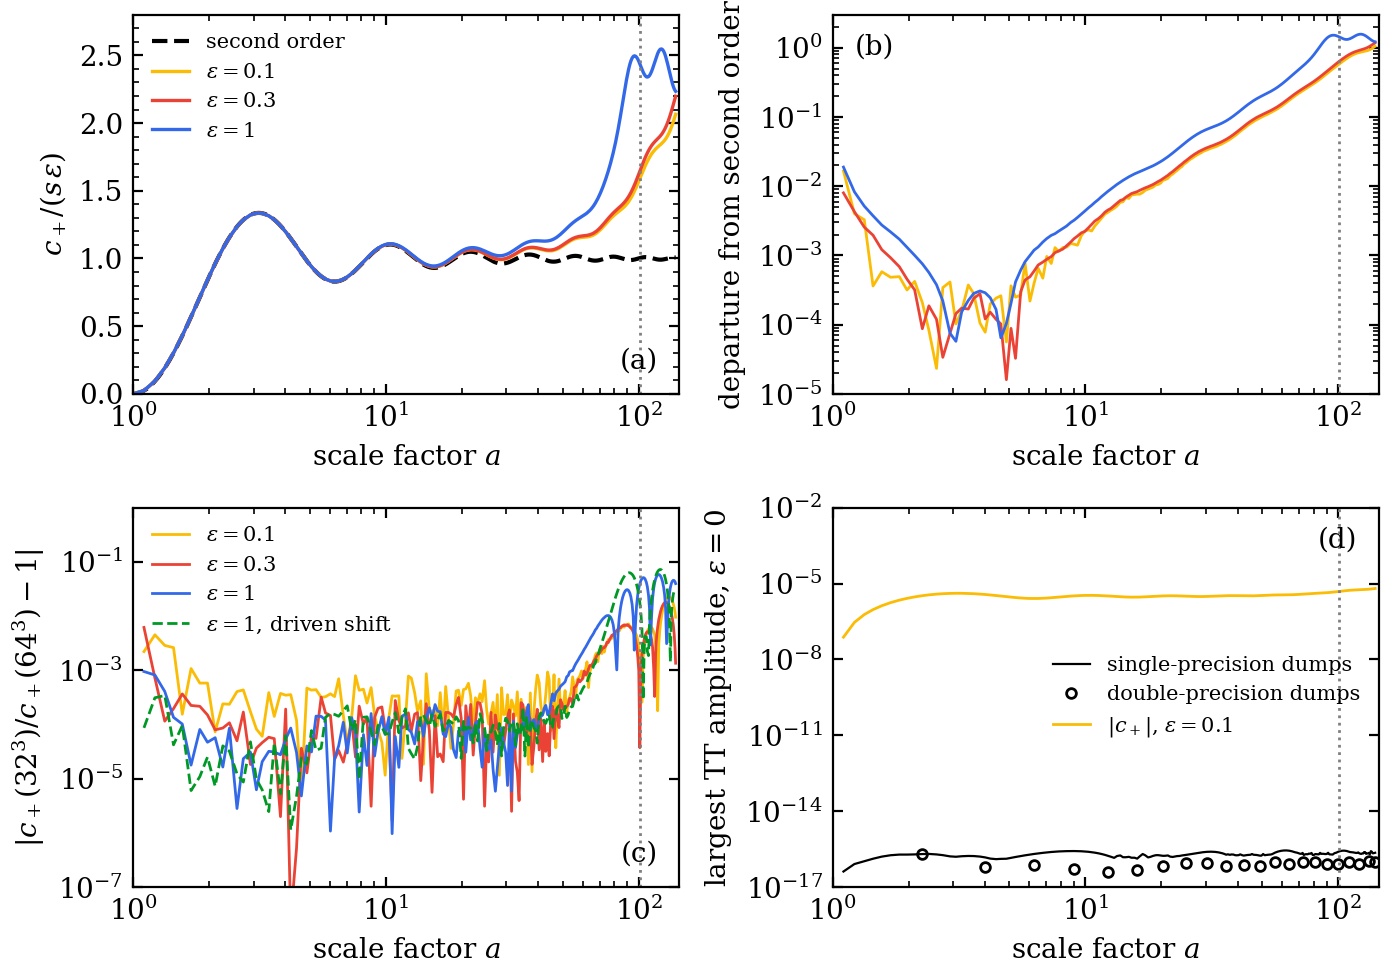 c₊/(s ε)
2.5
2.0
1.5
1.0
0.5
0.0
second order
ε = 0.1
ε = 0.3
ε = 1
(a)
10⁰
10¹
10²
scale factor a
departure from second order
10⁰
10⁻¹
10⁻²
10⁻³
10⁻⁴
10⁻⁵
(b)
10⁰
10¹
10²
scale factor a
|c₊(32³)/c₊(64³) − 1|
10⁻¹
10⁻³
10⁻⁵
10⁻⁷
ε = 0.1
ε = 0.3
ε = 1
ε = 1, driven shift
(c)
10⁰
10¹
10²
scale factor a
largest TT amplitude, ε = 0
10⁻²
10⁻⁵
10⁻⁸
10⁻¹¹
10⁻¹⁴
10⁻¹⁷
(d)
single-precision dumps
double-precision dumps
|c₊|, ε = 0.1
10⁰
10¹
10²
scale factor a